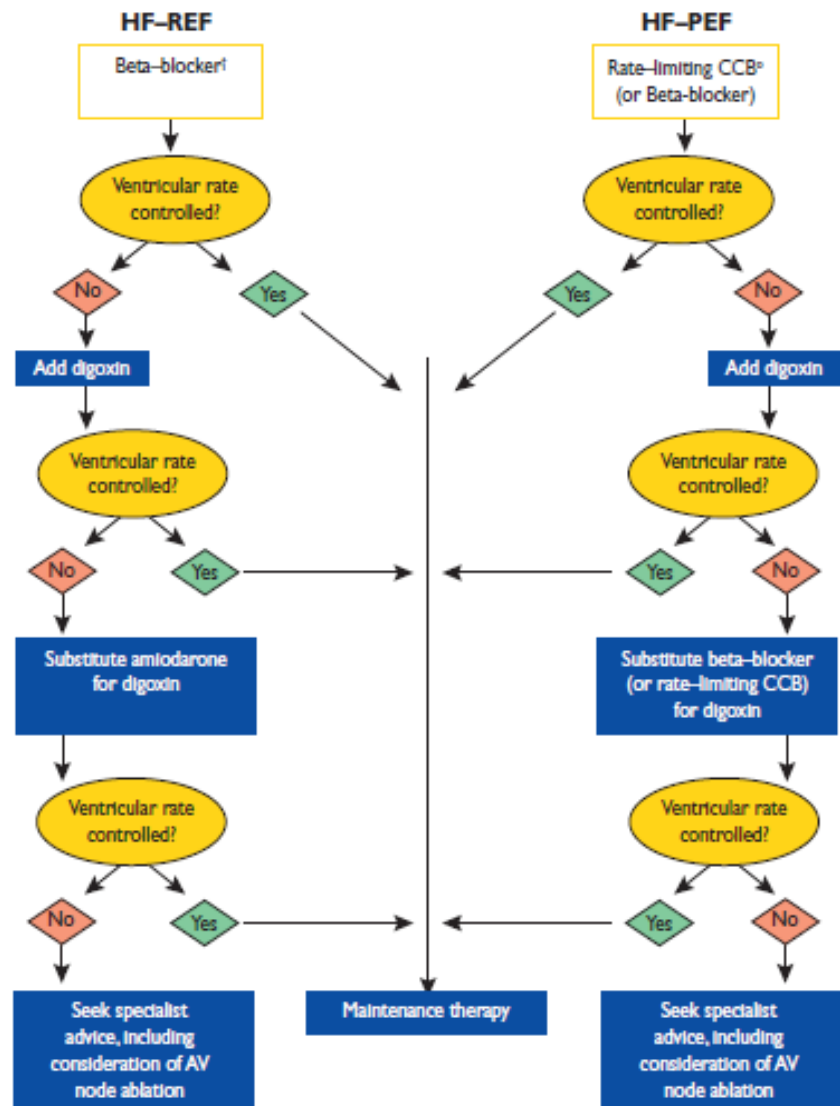 HF–REF
HF–PEF
Beta–blocker¶
Rate–limiting CCBᵉ
(or Beta-blocker)
Ventricular rate
controlled?
Ventricular rate
controlled?
No
Yes
Yes
No
Add digoxin
Add digoxin
Ventricular rate
controlled?
Ventricular rate
controlled?
No
Yes
Yes
No
Substitute amiodarone
for digoxin
Substitute beta–blocker
(or rate–limiting CCB)
for digoxin
Ventricular rate
controlled?
Ventricular rate
controlled?
No
Yes
Yes
No
Seek specialist
advice, including
consideration of AV
node ablation
Maintenance therapy
Seek specialist
advice, including
consideration of AV
node ablation